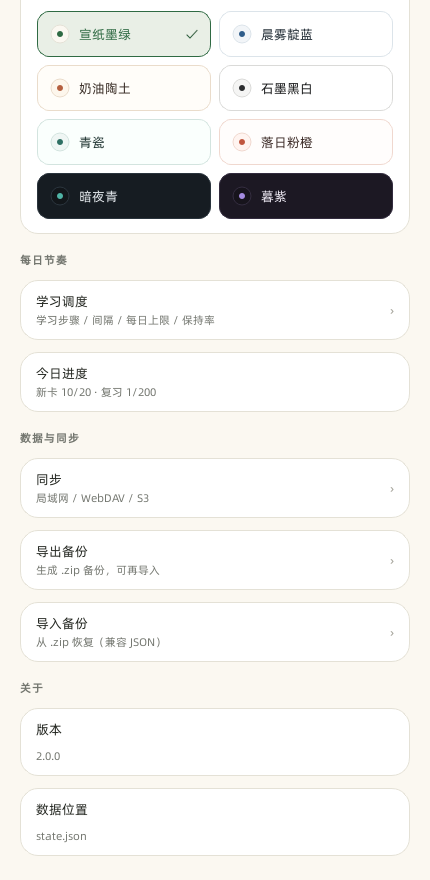 宣纸墨绿
晨雾靛蓝
奶油陶土
石墨黑白
青瓷
落日粉橙
暗夜青
暮紫
每日节奏
学习调度
学习步骤 / 间隔 / 每日上限 / 保持率
今日进度
新卡 10/20 · 复习 1/200
数据与同步
同步
局域网 / WebDAV / S3
导出备份
生成 .zip 备份，可再导入
导入备份
从 .zip 恢复（兼容 JSON）
关于
版本
2.0.0
数据位置
state.json